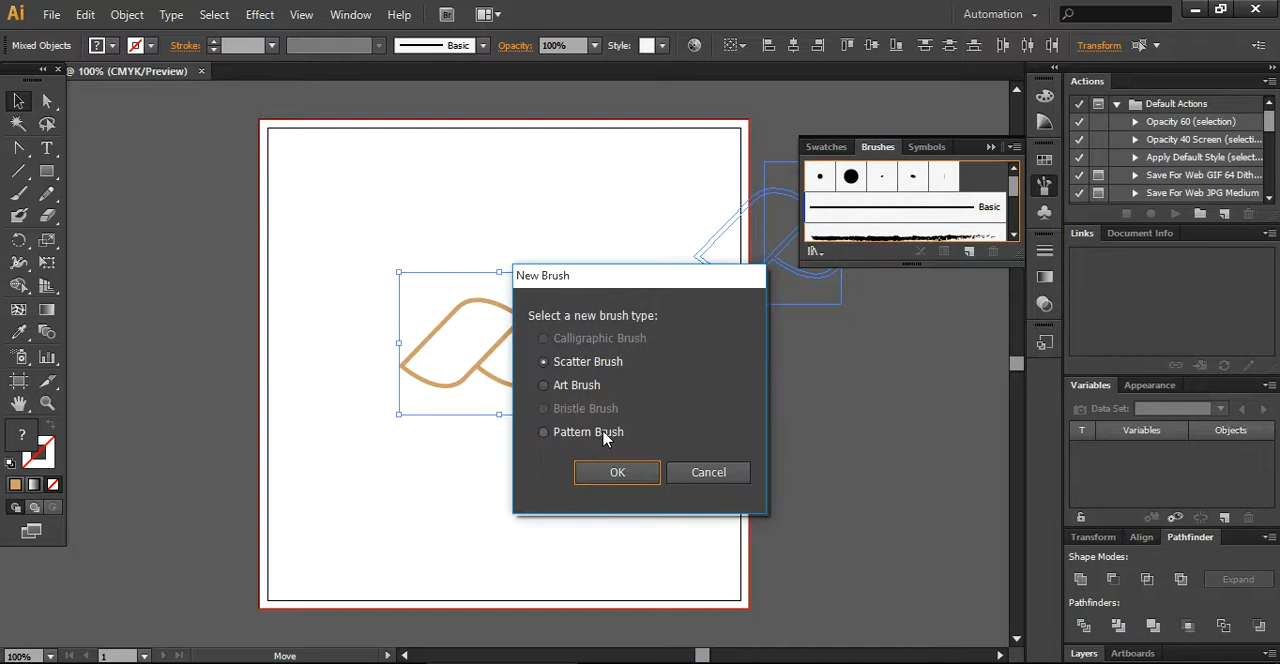 Ai File Edit Object Type Select Effect View Window Help Br Automation
Mixed Objects ? Stroke: Basic Opacity: 100% Style: Transform
@ 100% (CMYK/Preview) ×
Actions
Default Actions
Opacity 60 (selection)
Opacity 40 Screen (selecti...
Apply Default Style (select...
Save For Web GIF 64 Dith...
Save For Web JPG Medium
Swatches Brushes Symbols
Basic
Links Document Info
New Brush
Select a new brush type:
Calligraphic Brush
Scatter Brush
Art Brush
Bristle Brush
Pattern Brush
OK Cancel
Variables Appearance
Data Set:
T Variables Objects
?
Transform Align Pathfinder
Shape Modes:
Expand
Pathfinders:
Layers Artboards
100% 1 Move